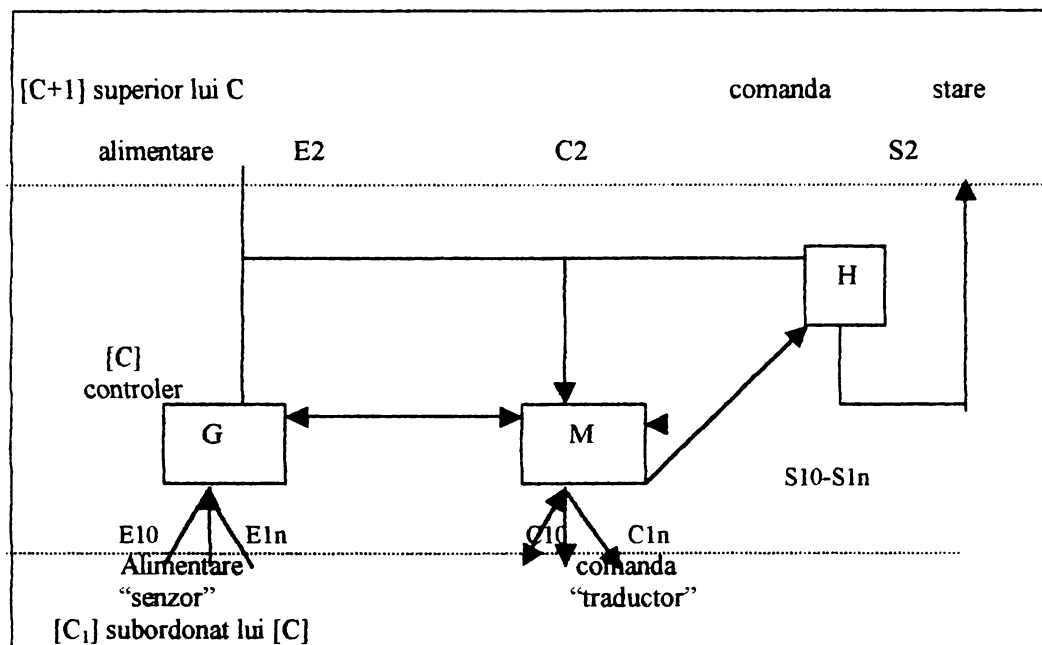 [C+1] superior lui C comanda stare
alimentare E2 C2 S2
H
[C]
controler
G M
S10-S1n
E10 E1n C10 C1n
Alimentare comanda
“senzor” “traductor”
[C₁] subordonat lui [C]